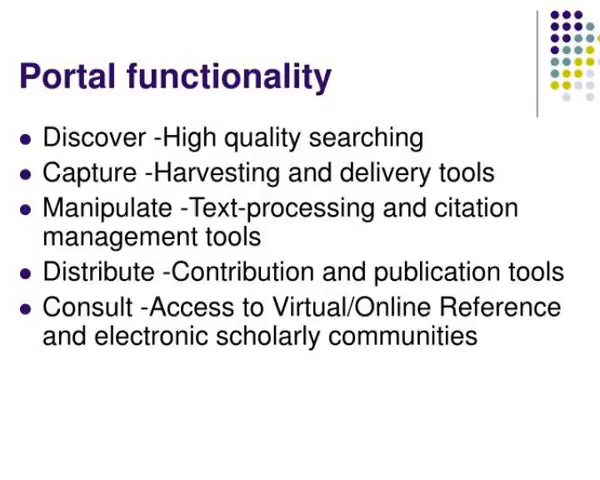 Portal functionality
Discover -High quality searching
Capture -Harvesting and delivery tools
Manipulate -Text-processing and citation
management tools
Distribute -Contribution and publication tools
Consult -Access to Virtual/Online Reference
and electronic scholarly communities